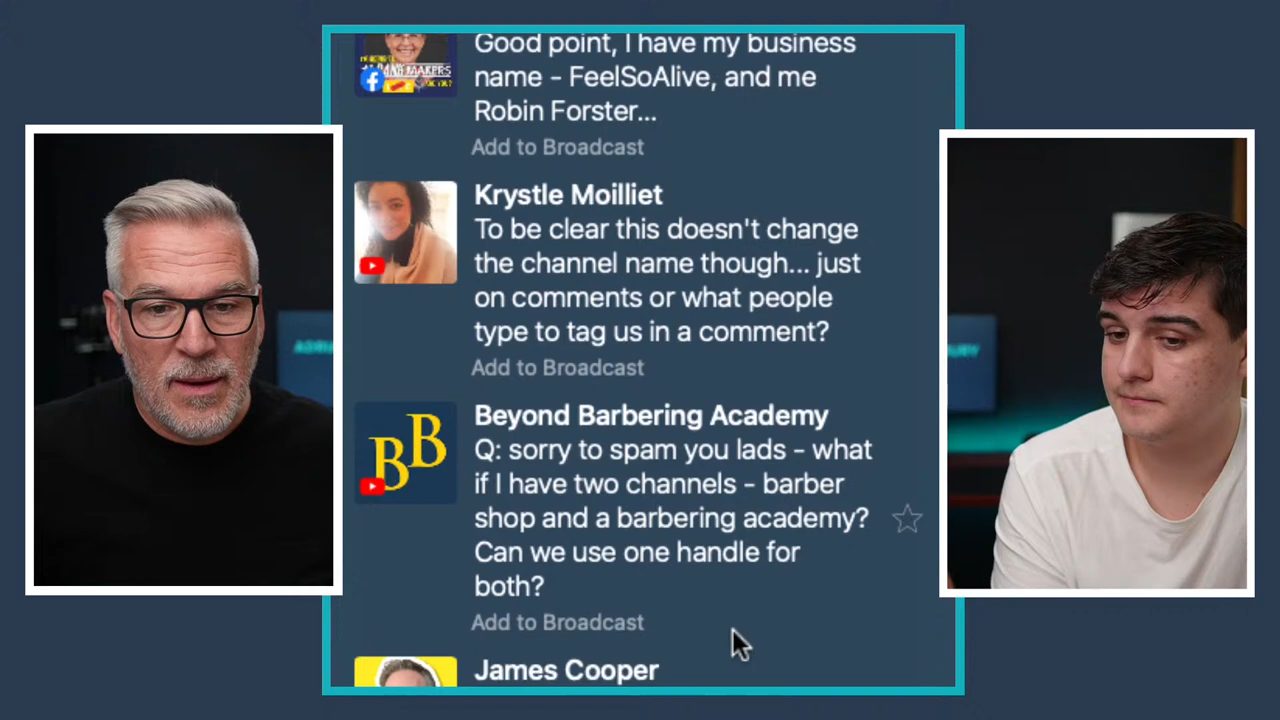 Good point, I have my business
name - FeelSoAlive, and me
Robin Forster...
Add to Broadcast
Krystle Moilliet
To be clear this doesn't change
the channel name though... just
on comments or what people
type to tag us in a comment?
Add to Broadcast
BB
Beyond Barbering Academy
Q: sorry to spam you lads - what
if I have two channels - barber
shop and a barbering academy?
Can we use one handle for
both?
Add to Broadcast
James Cooper